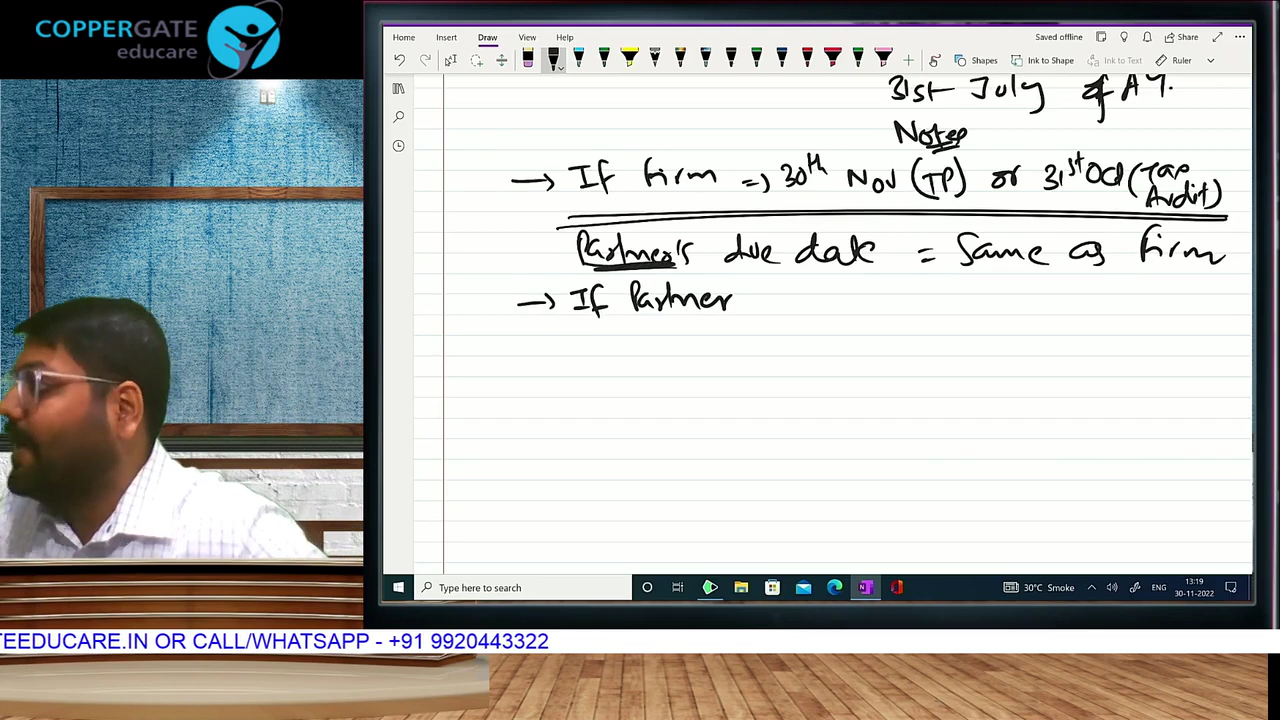 COPPERGATE
educare
Home Insert Draw View Help
Saved offline Share
Shapes Ink to Shape Ink to Text Ruler
31st July of AY.
Notes
→ If firm => 30th Nov (TP) or 31st Oct (Tax Audit)
Partner's due date = Same as firm
→ If Partner
Type here to search
30°C Smoke ENG 13:19
30-11-2022
TEEDUCARE.IN OR CALL/WHATSAPP - +91 9920443322